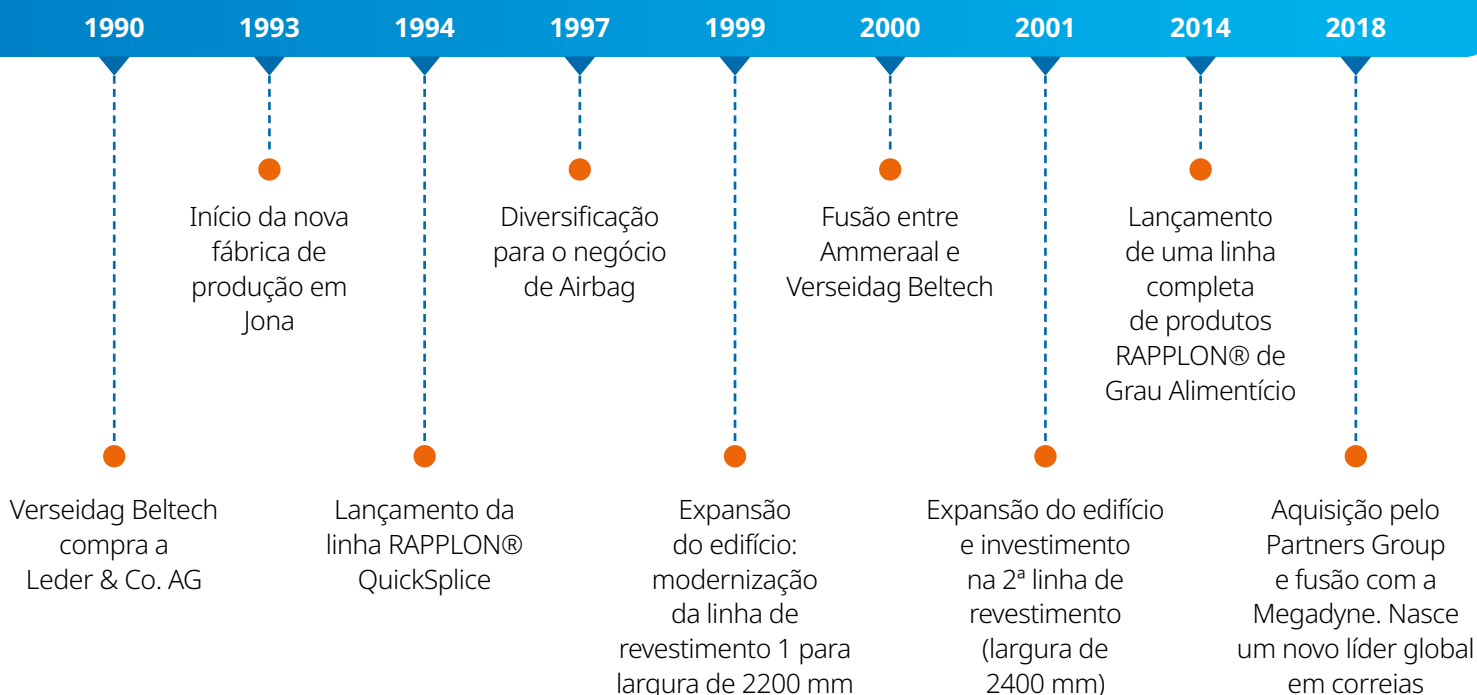 1990 1993 1994 1997 1999 2000 2001 2014 2018
Início da nova
fábrica de
produção em
Jona
Diversificação
para o negócio
de Airbag
Fusão entre
Ammeraal e
Verseidag Beltech
Lançamento
de uma linha
completa
de produtos
RAPPLON® de
Grau Alimentício
Verseidag Beltech
compra a
Leder & Co. AG
Lançamento da
linha RAPPLON®
QuickSplice
Expansão
do edifício:
modernização
da linha de
revestimento 1 para
largura de 2200 mm
Expansão do edifício
e investimento
na 2ª linha de
revestimento
(largura de
2400 mm)
Aquisição pelo
Partners Group
e fusão com a
Megadyne. Nasce
um novo líder global
em correias